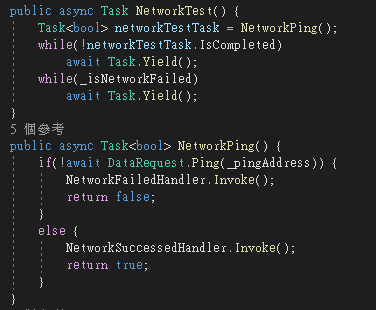 public async Task NetworkTest() {
    Task<bool> networkTestTask = NetworkPing();
    while(!networkTestTask.IsCompleted)
        await Task.Yield();
    while(_isNetworkFailed)
        await Task.Yield();
}
5 個參考
public async Task<bool> NetworkPing() {
    if(!await DataRequest.Ping(_pingAddress)) {
        NetworkFailedHandler.Invoke();
        return false;
    }
    else {
        NetworkSuccessedHandler.Invoke();
        return true;
    }
}